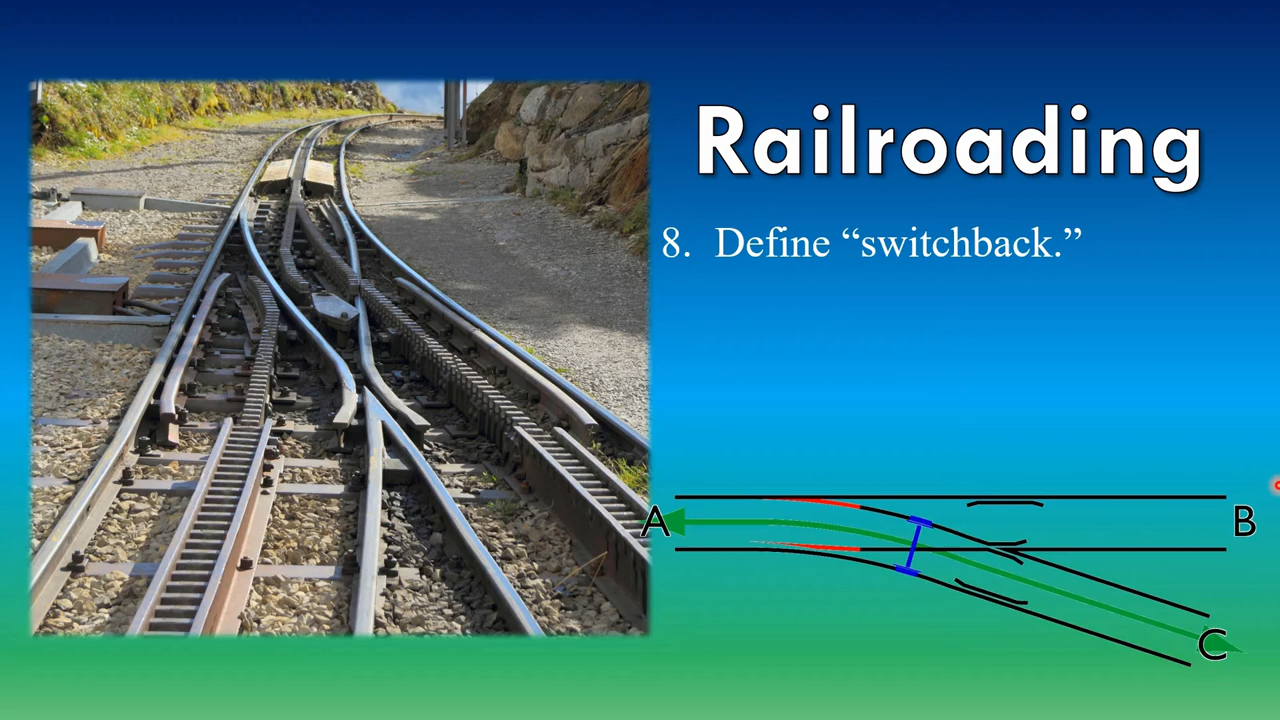 Railroading
8. Define “switchback.”
A
B
C